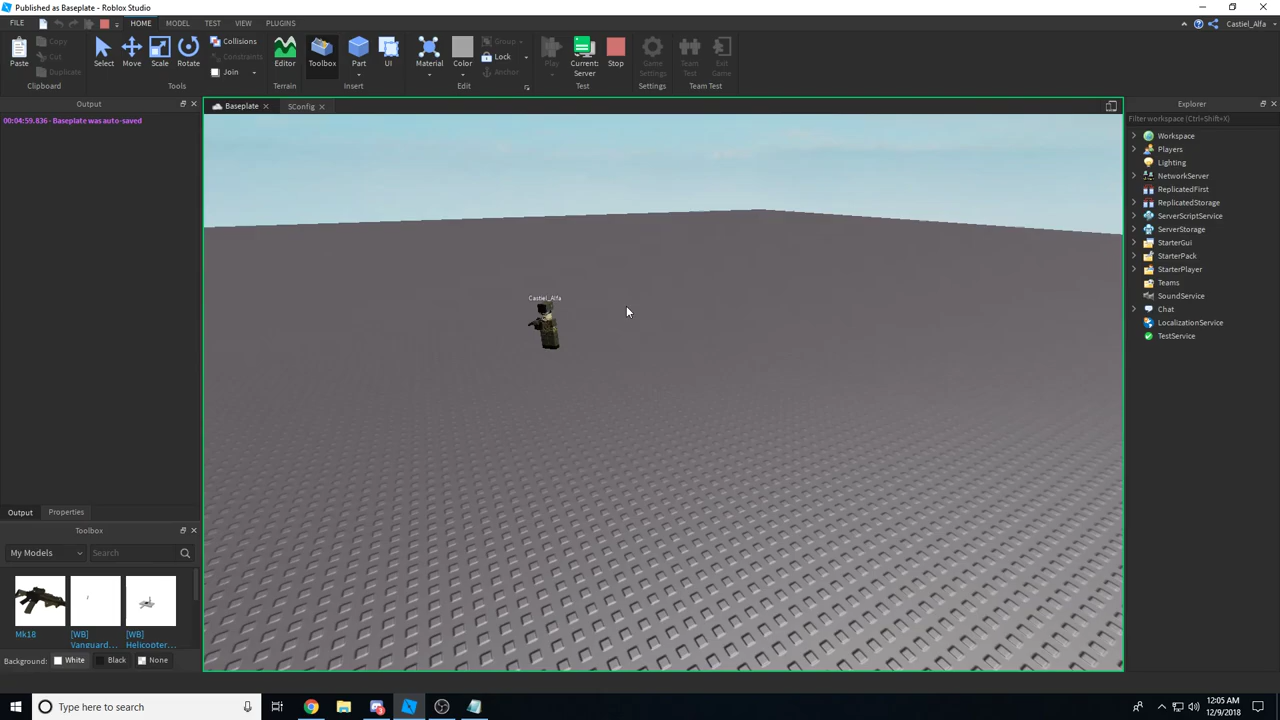 Published as Baseplate - Roblox Studio
FILE HOME MODEL TEST VIEW PLUGINS Castiel_Alfa
Paste Copy Cut Duplicate Select Move Scale Rotate Collisions Constraints Join Editor Toolbox Part UI Material Color Group Lock Anchor Play Current: Server Stop Game Settings Team Test Exit Game
Clipboard Tools Terrain Insert Edit Test Settings Team Test
Output
00:04:59.836 - Baseplate was auto-saved
Output Properties
Toolbox
My Models Search
Mk18
[WB] Vanguard...
[WB] Helicopter...
Background: White Black None
Baseplate SConfig
Castiel_Alfa
Explorer
Filter workspace (Ctrl+Shift+X)
Workspace
Players
Lighting
NetworkServer
ReplicatedFirst
ReplicatedStorage
ServerScriptService
ServerStorage
StarterGui
StarterPack
StarterPlayer
Teams
SoundService
Chat
LocalizationService
TestService
Type here to search
12:05 AM
12/9/2018